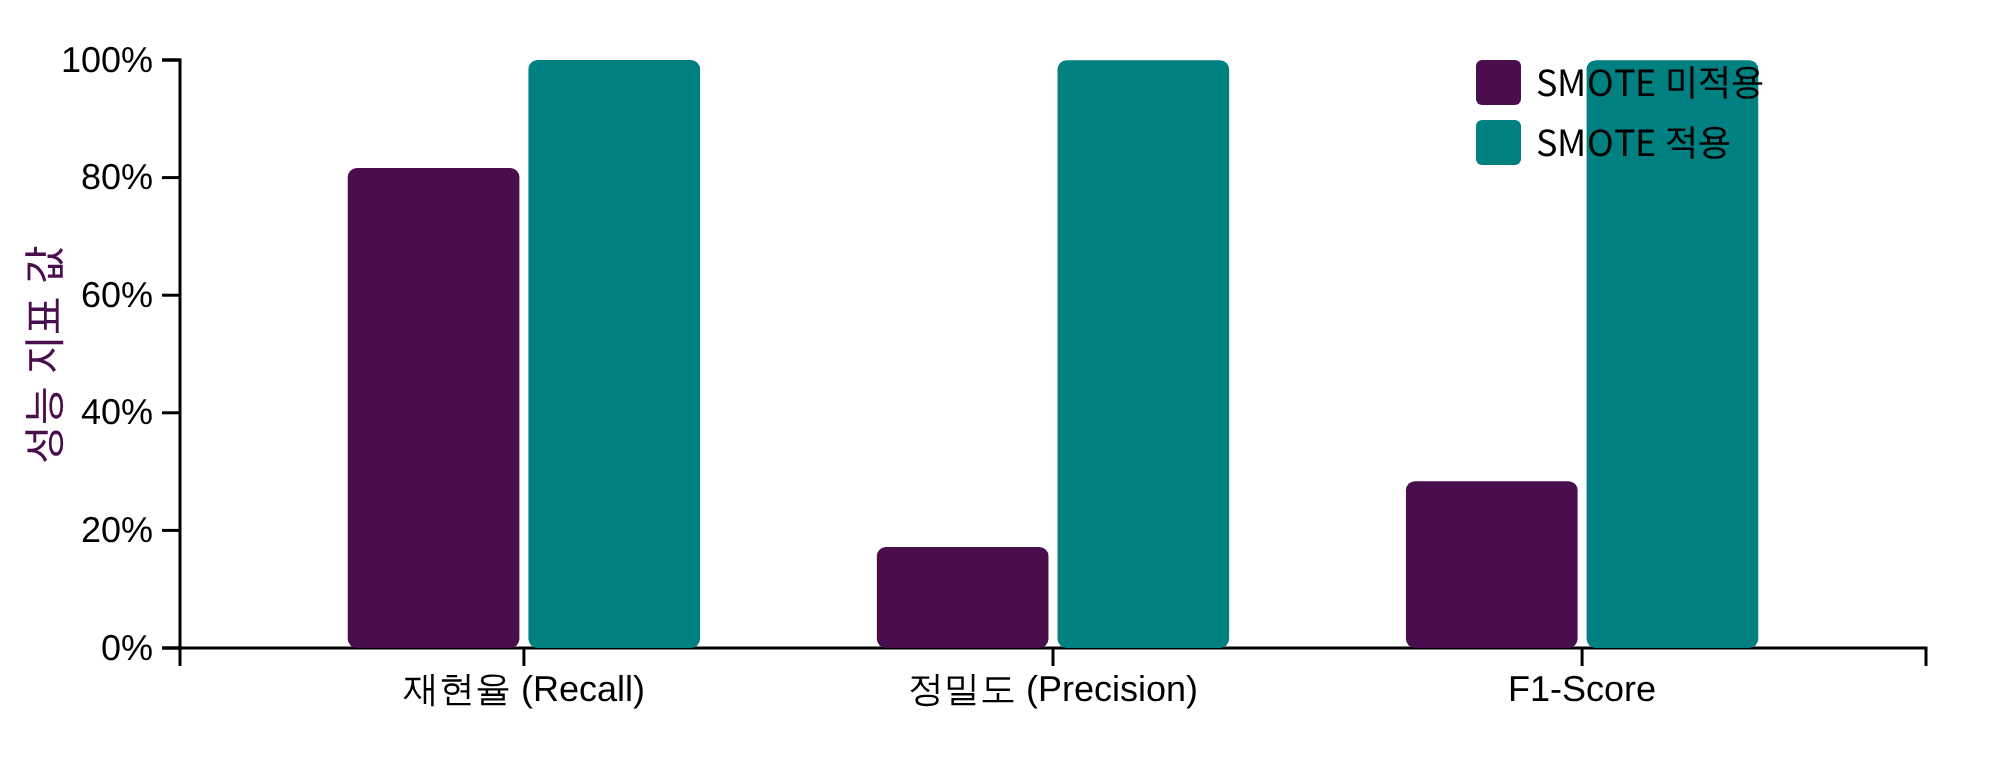 성능 지표 값
100%
80%
60%
40%
20%
0%
SMOTE 미적용
SMOTE 적용
재현율 (Recall)
정밀도 (Precision)
F1-Score